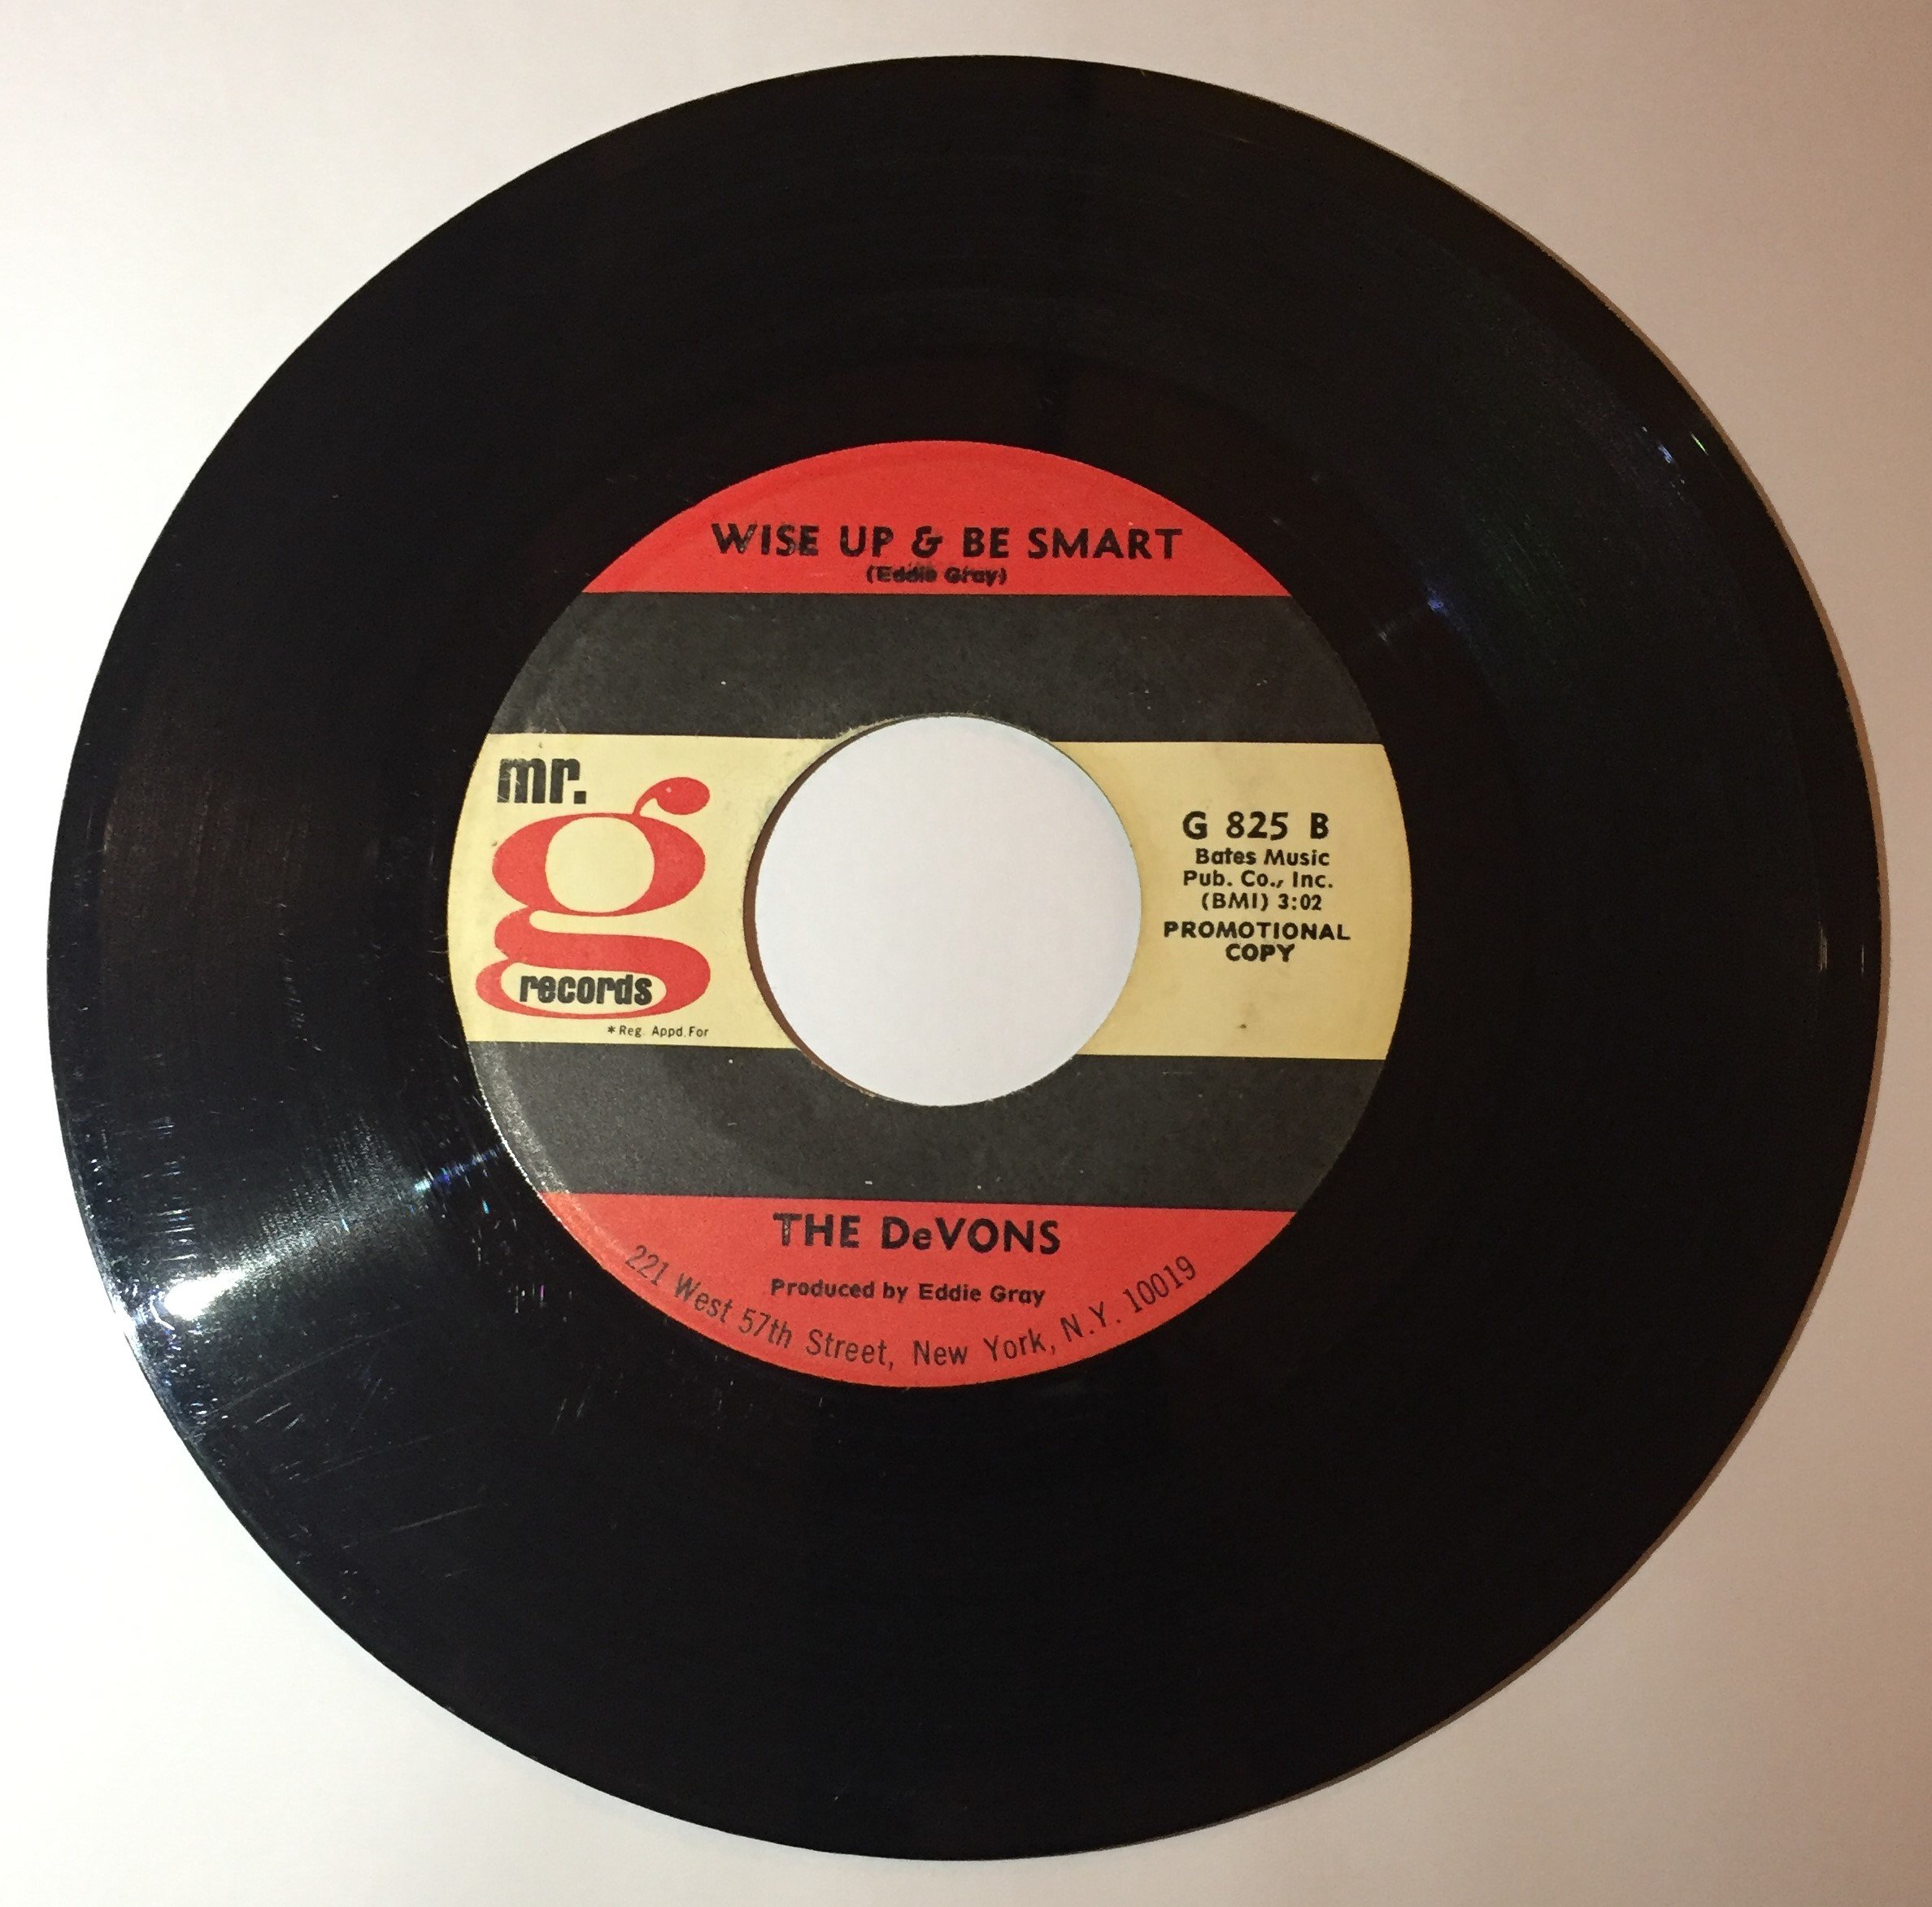 WISE UP & BE SMART
(Eddie Gray)
mr.
g
records
*Reg. Appd. For
G 825 B
Bates Music
Pub. Co., Inc.
(BMI) 3:02
PROMOTIONAL
COPY
THE DeVONS
Produced by Eddie Gray
221 West 57th Street, New York, N.Y. 10019